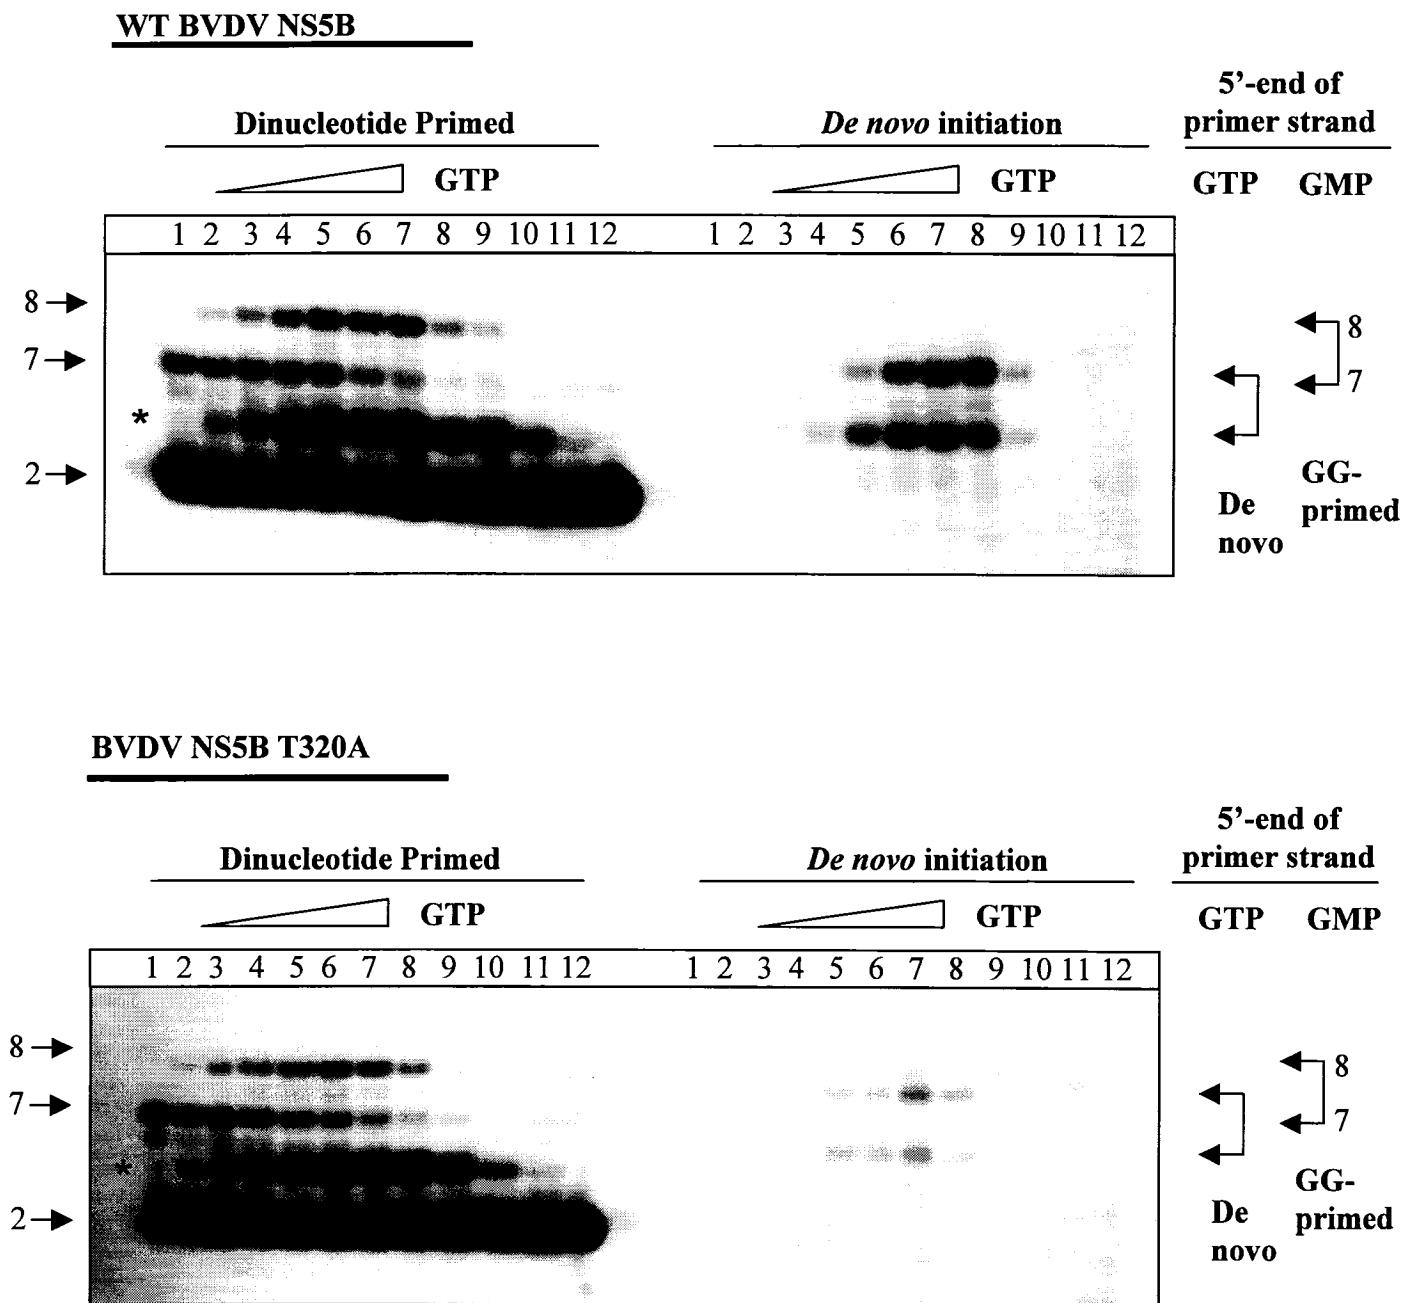 WT BVDV NS5B
5'-end of
primer strand
Dinucleotide Primed
De novo initiation
GTP
GTP
GTP GMP
1 2 3 4 5 6 7 8 9 10 11 12
1 2 3 4 5 6 7 8 9 10 11 12
8
7
*
2
8
7
De
novo
GG-
primed
BVDV NS5B T320A
5'-end of
primer strand
Dinucleotide Primed
De novo initiation
GTP
GTP
GTP GMP
1 2 3 4 5 6 7 8 9 10 11 12
1 2 3 4 5 6 7 8 9 10 11 12
8
7
*
2
8
7
De
novo
GG-
primed